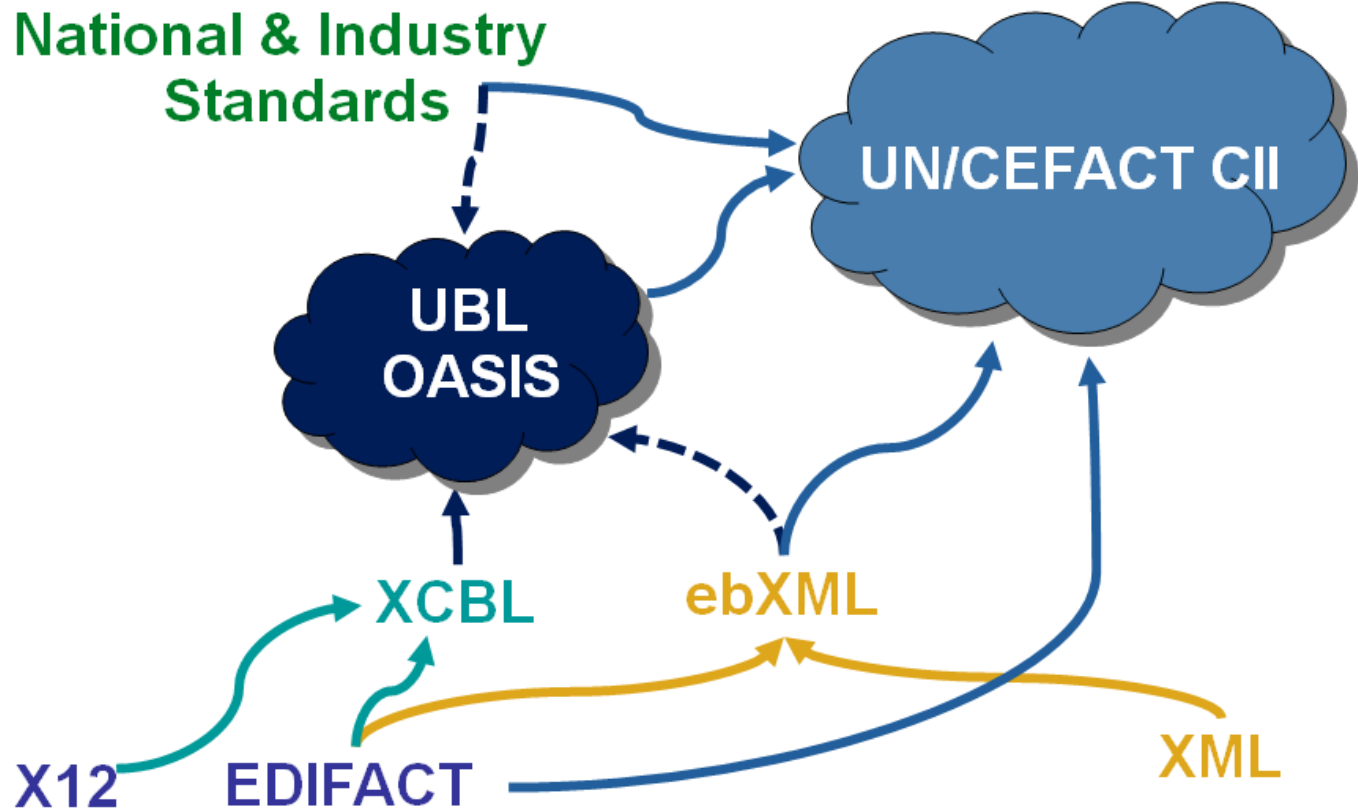 National & Industry
Standards
UN/CEFACT CII
UBL
OASIS
XCBL
ebXML
X12
EDIFACT
XML